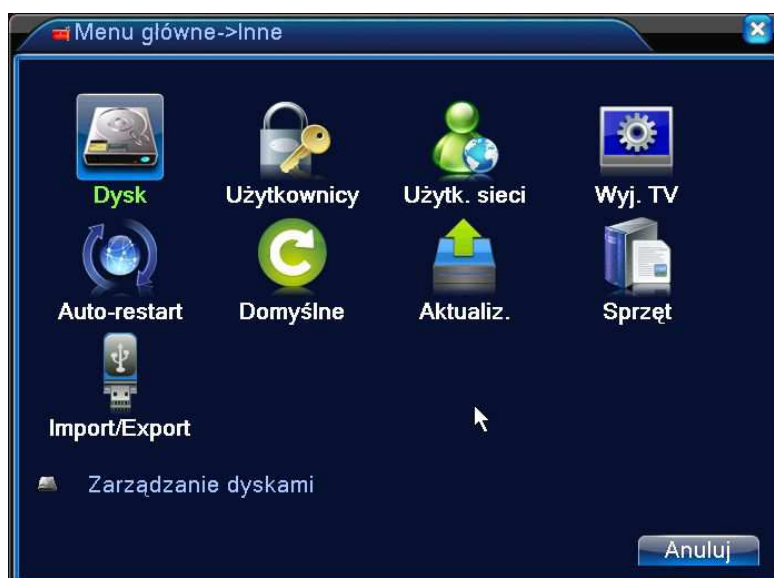 Menu główne->Inne
Dysk Użytkownicy Użytk. sieci Wyj. TV
Auto-restart Domyślne Aktualiz. Sprzęt
Import/Export
Zarządzanie dyskami
Anuluj